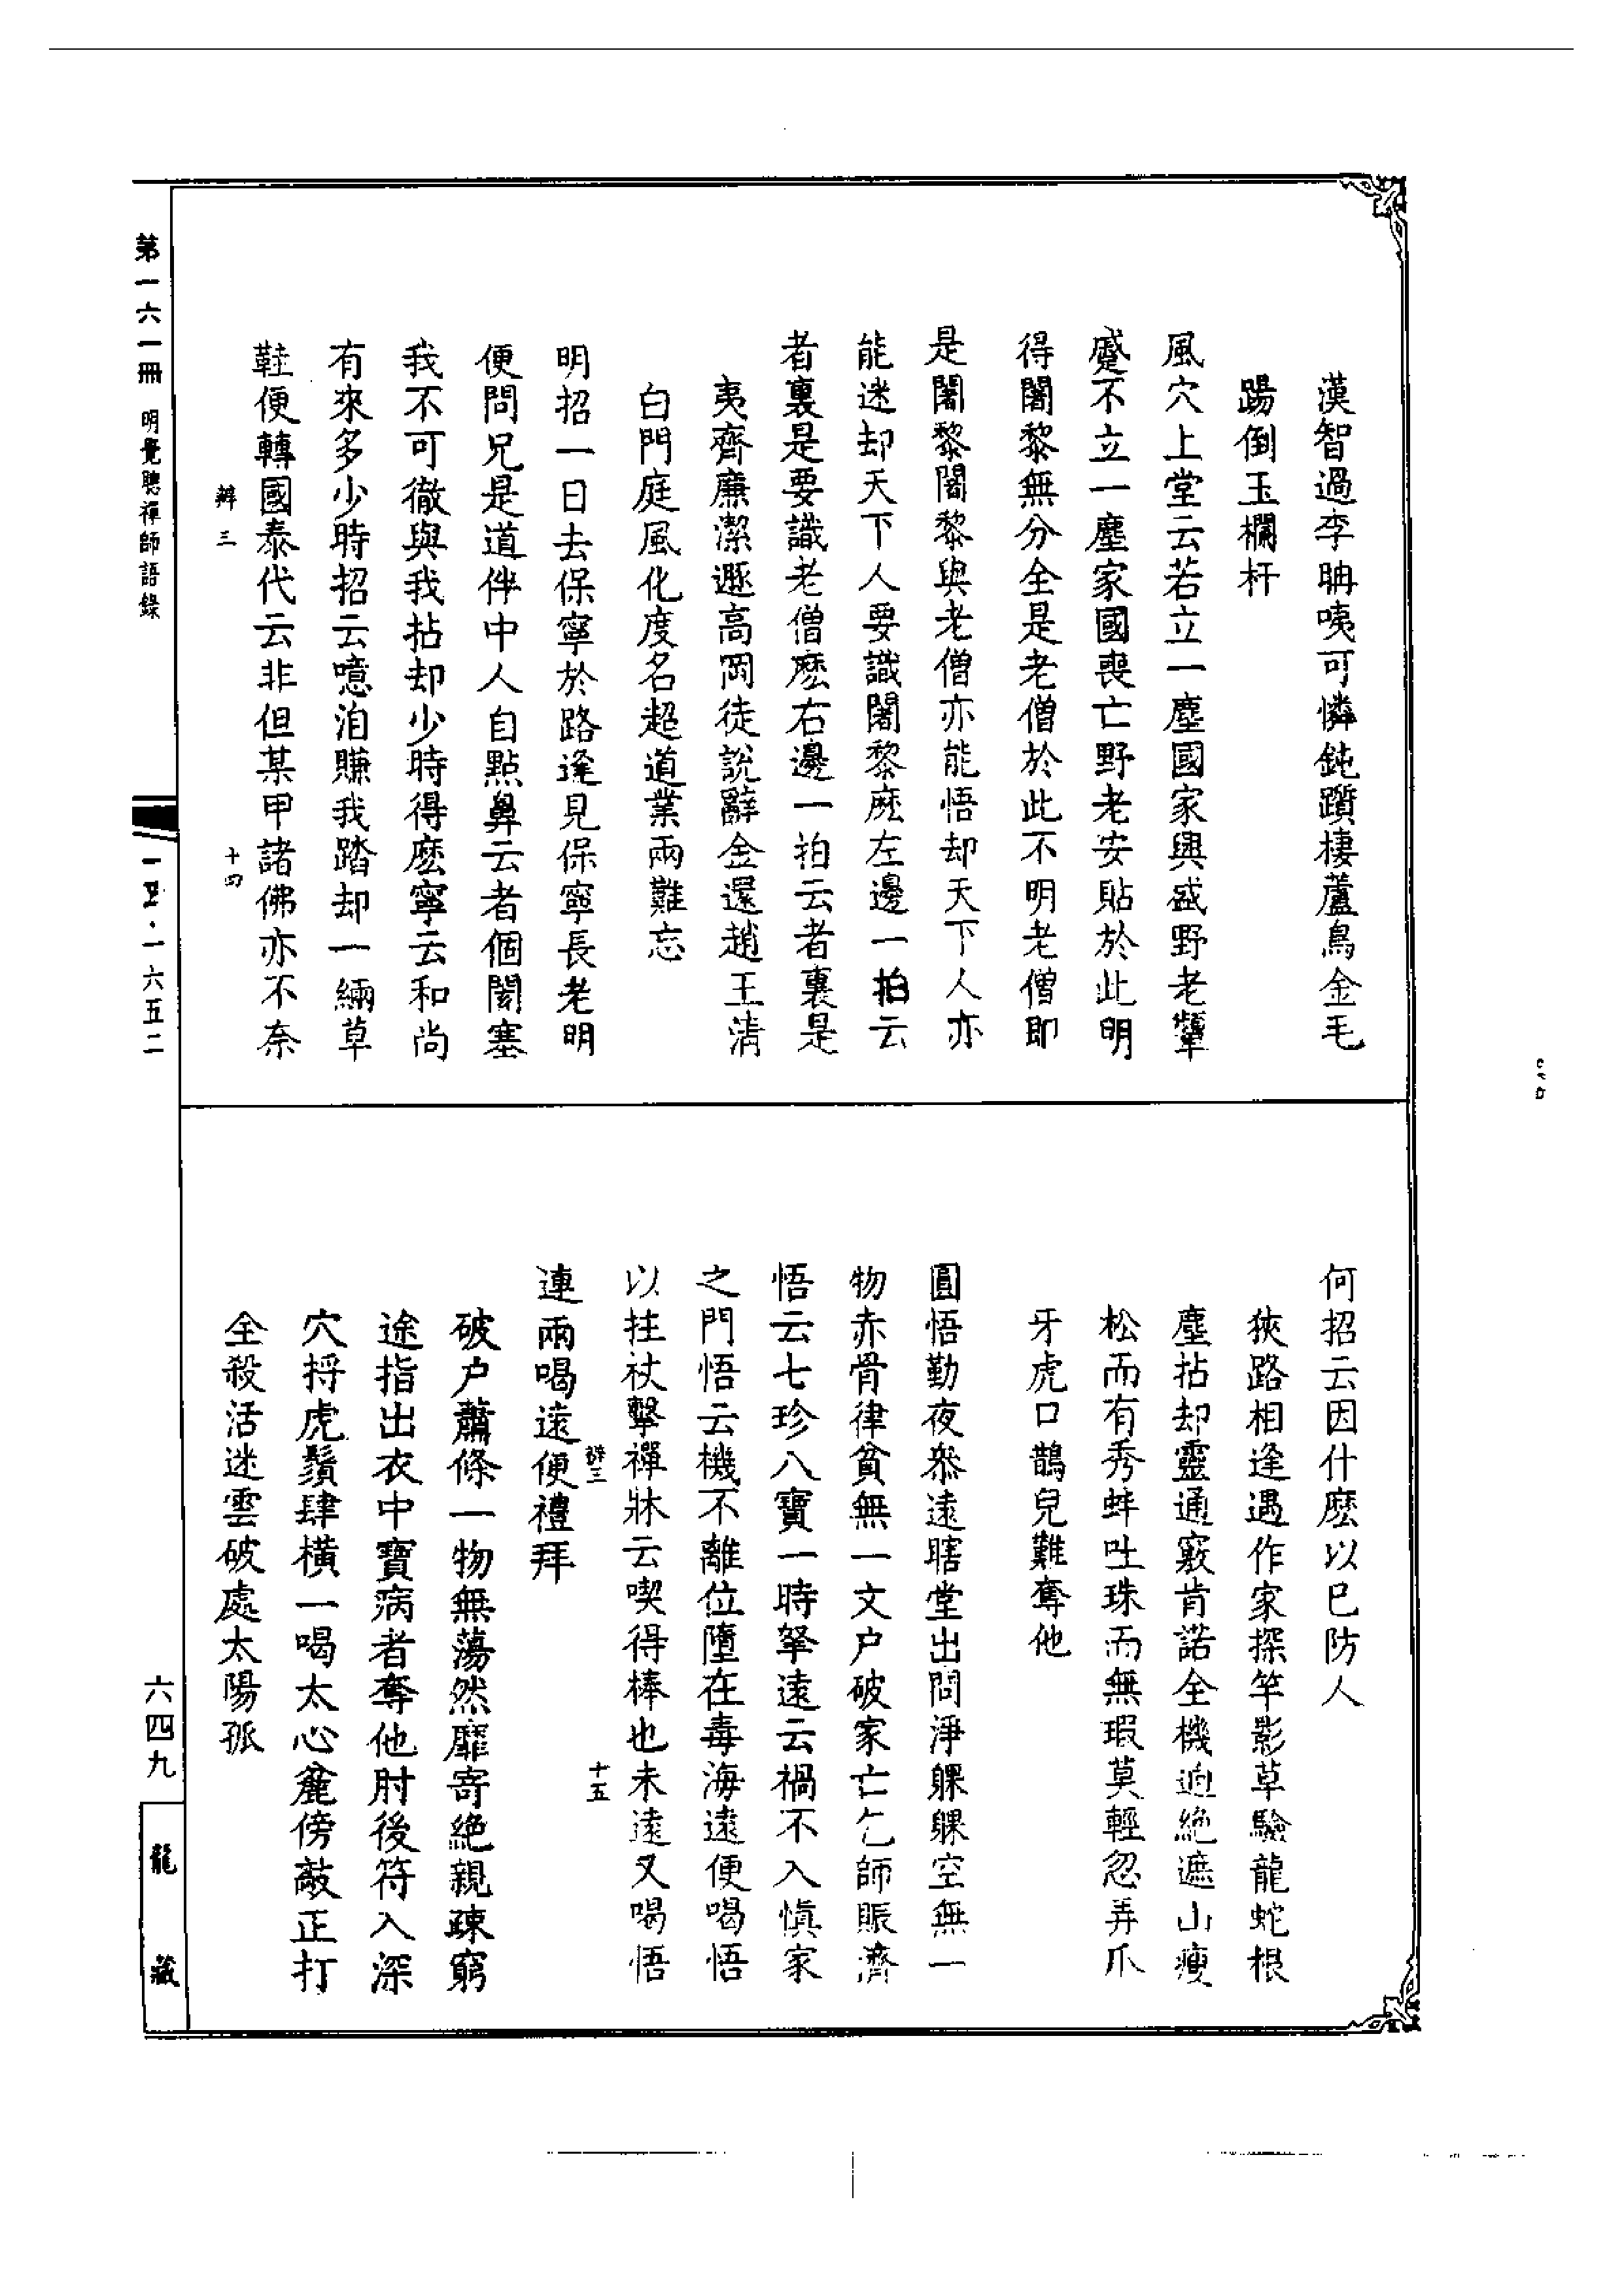 漢智過李聃咦可憐鈍躓棲蘆鳥金毛
踢倒玉欄杆
風穴上堂云若立一塵國家興盛野老顰
蹙不立一塵家國喪亡野老安貼於此明
得闍黎無分全是老僧於此不明老僧即
是闍黎闍黎與老僧亦能悟却天下人亦
能迷却天下人要識闍黎麼左邊一拍云
者裏是要識老僧麼右邊一拍云者裏是
夷齊廉潔遯高岡徒說辭金還趙王清
白門庭風化度名超道業兩難忘
明招一日去保寧於路逢見保寧長老明
便問兄是道伴中人自點鼻云者個閡塞
我不可徹與我拈却少時得麼寧云和尚
有來多少時招云噫洎賺我踏却一緉草
鞋便轉國泰代云非但某甲諸佛亦不奈
辨三 十四
何招云因什麼以巳防人
狹路相逢遇作家探竿影草驗龍蛇根
塵拈却靈通竅肯諾全機迫絶遮山瘦
松而有秀蚌吐珠而無瑕莫輕忽弄爪
牙虎口鵲兒難奪他
圓悟勤夜叅遠瞎堂出問淨躶躶空無一
物赤骨律貧無一文户破家亡乞師賑濟
悟云七珍八寶一時拏遠云禍不入慎家
之門悟云機不離位墮在毒海遠便喝悟
以拄杖擊禪牀云喫得棒也未遠又喝悟
辨三 十五
連兩喝遠便禮拜
破户蕭條一物無蕩然靡寄絶親疎窮
途指出衣中寶病者奪他肘後符入深
穴捋虎鬚肆橫一喝太心麄傍敲正打
全殺活迷雲破處太陽孤
第一六一冊 明覺聰禪師語錄
一五·一六五二
六四九
龍藏